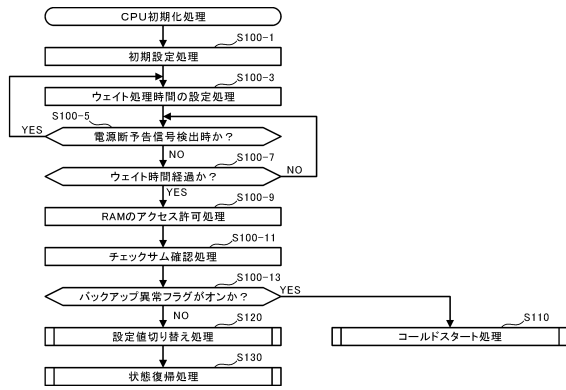 CPU初期化処理
S100-1
初期設定処理
S100-3
ウェイト処理時間の設定処理
S100-5
YES
電源断予告信号検出時か？
NO
S100-7
ウェイト時間経過か？
NO
YES
S100-9
RAMのアクセス許可処理
S100-11
チェックサム確認処理
S100-13
バックアップ異常フラグがオンか？
YES
NO
S120
設定値切り替え処理
S110
コールドスタート処理
S130
状態復帰処理